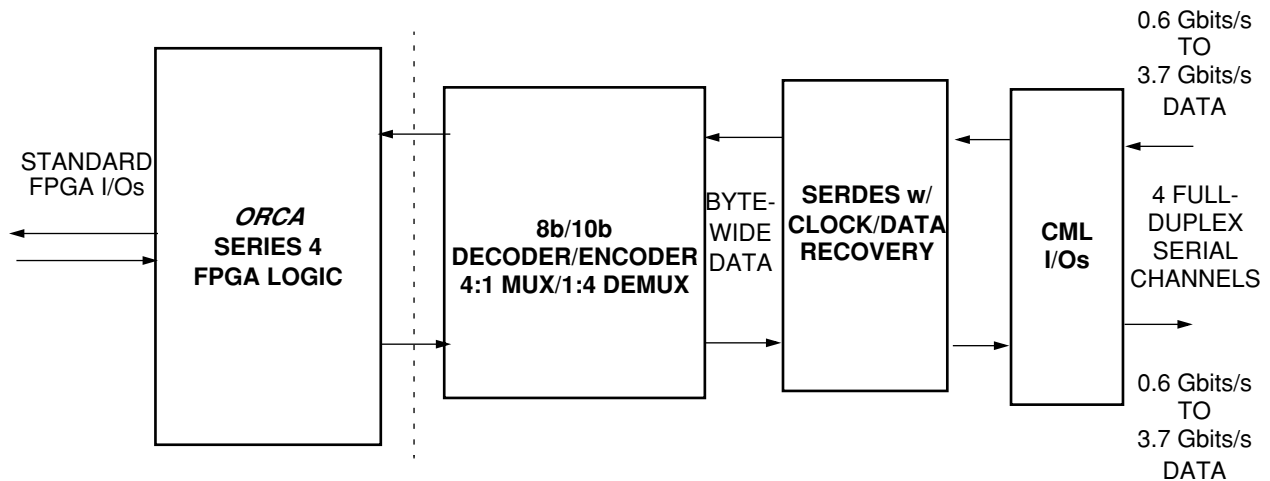 STANDARD
FPGA I/Os
ORCA
SERIES 4
FPGA LOGIC
8b/10b
DECODER/ENCODER
4:1 MUX/1:4 DEMUX
BYTE-
WIDE
DATA
SERDES w/
CLOCK/DATA
RECOVERY
CML
I/Os
0.6 Gbits/s
TO
3.7 Gbits/s
DATA
4 FULL-
DUPLEX
SERIAL
CHANNELS
0.6 Gbits/s
TO
3.7 Gbits/s
DATA